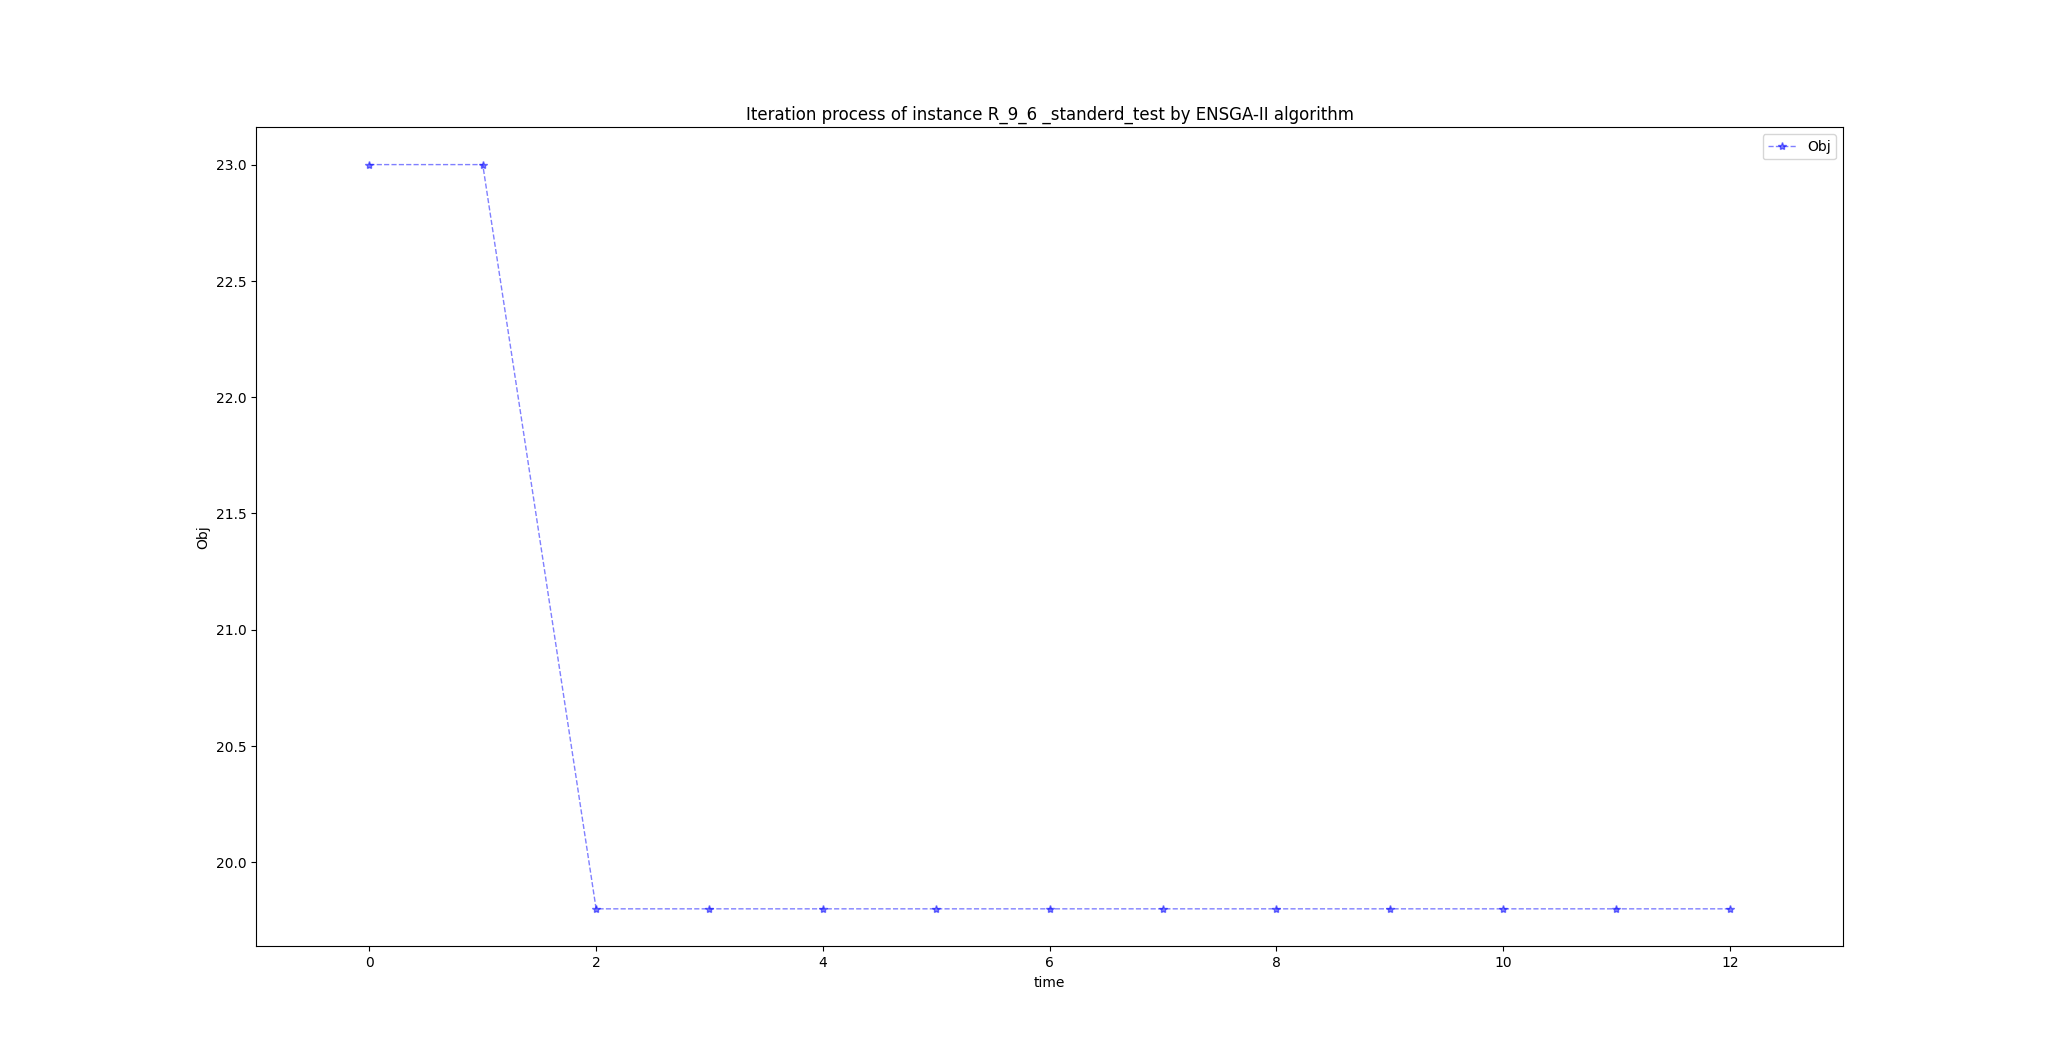 Iteration process of instance R_9_6 _standerd_test by ENSGA-II algorithm
Obj
23.0
22.5
22.0
21.5
21.0
20.5
20.0
Obj
0 2 4 6 8 10 12
time